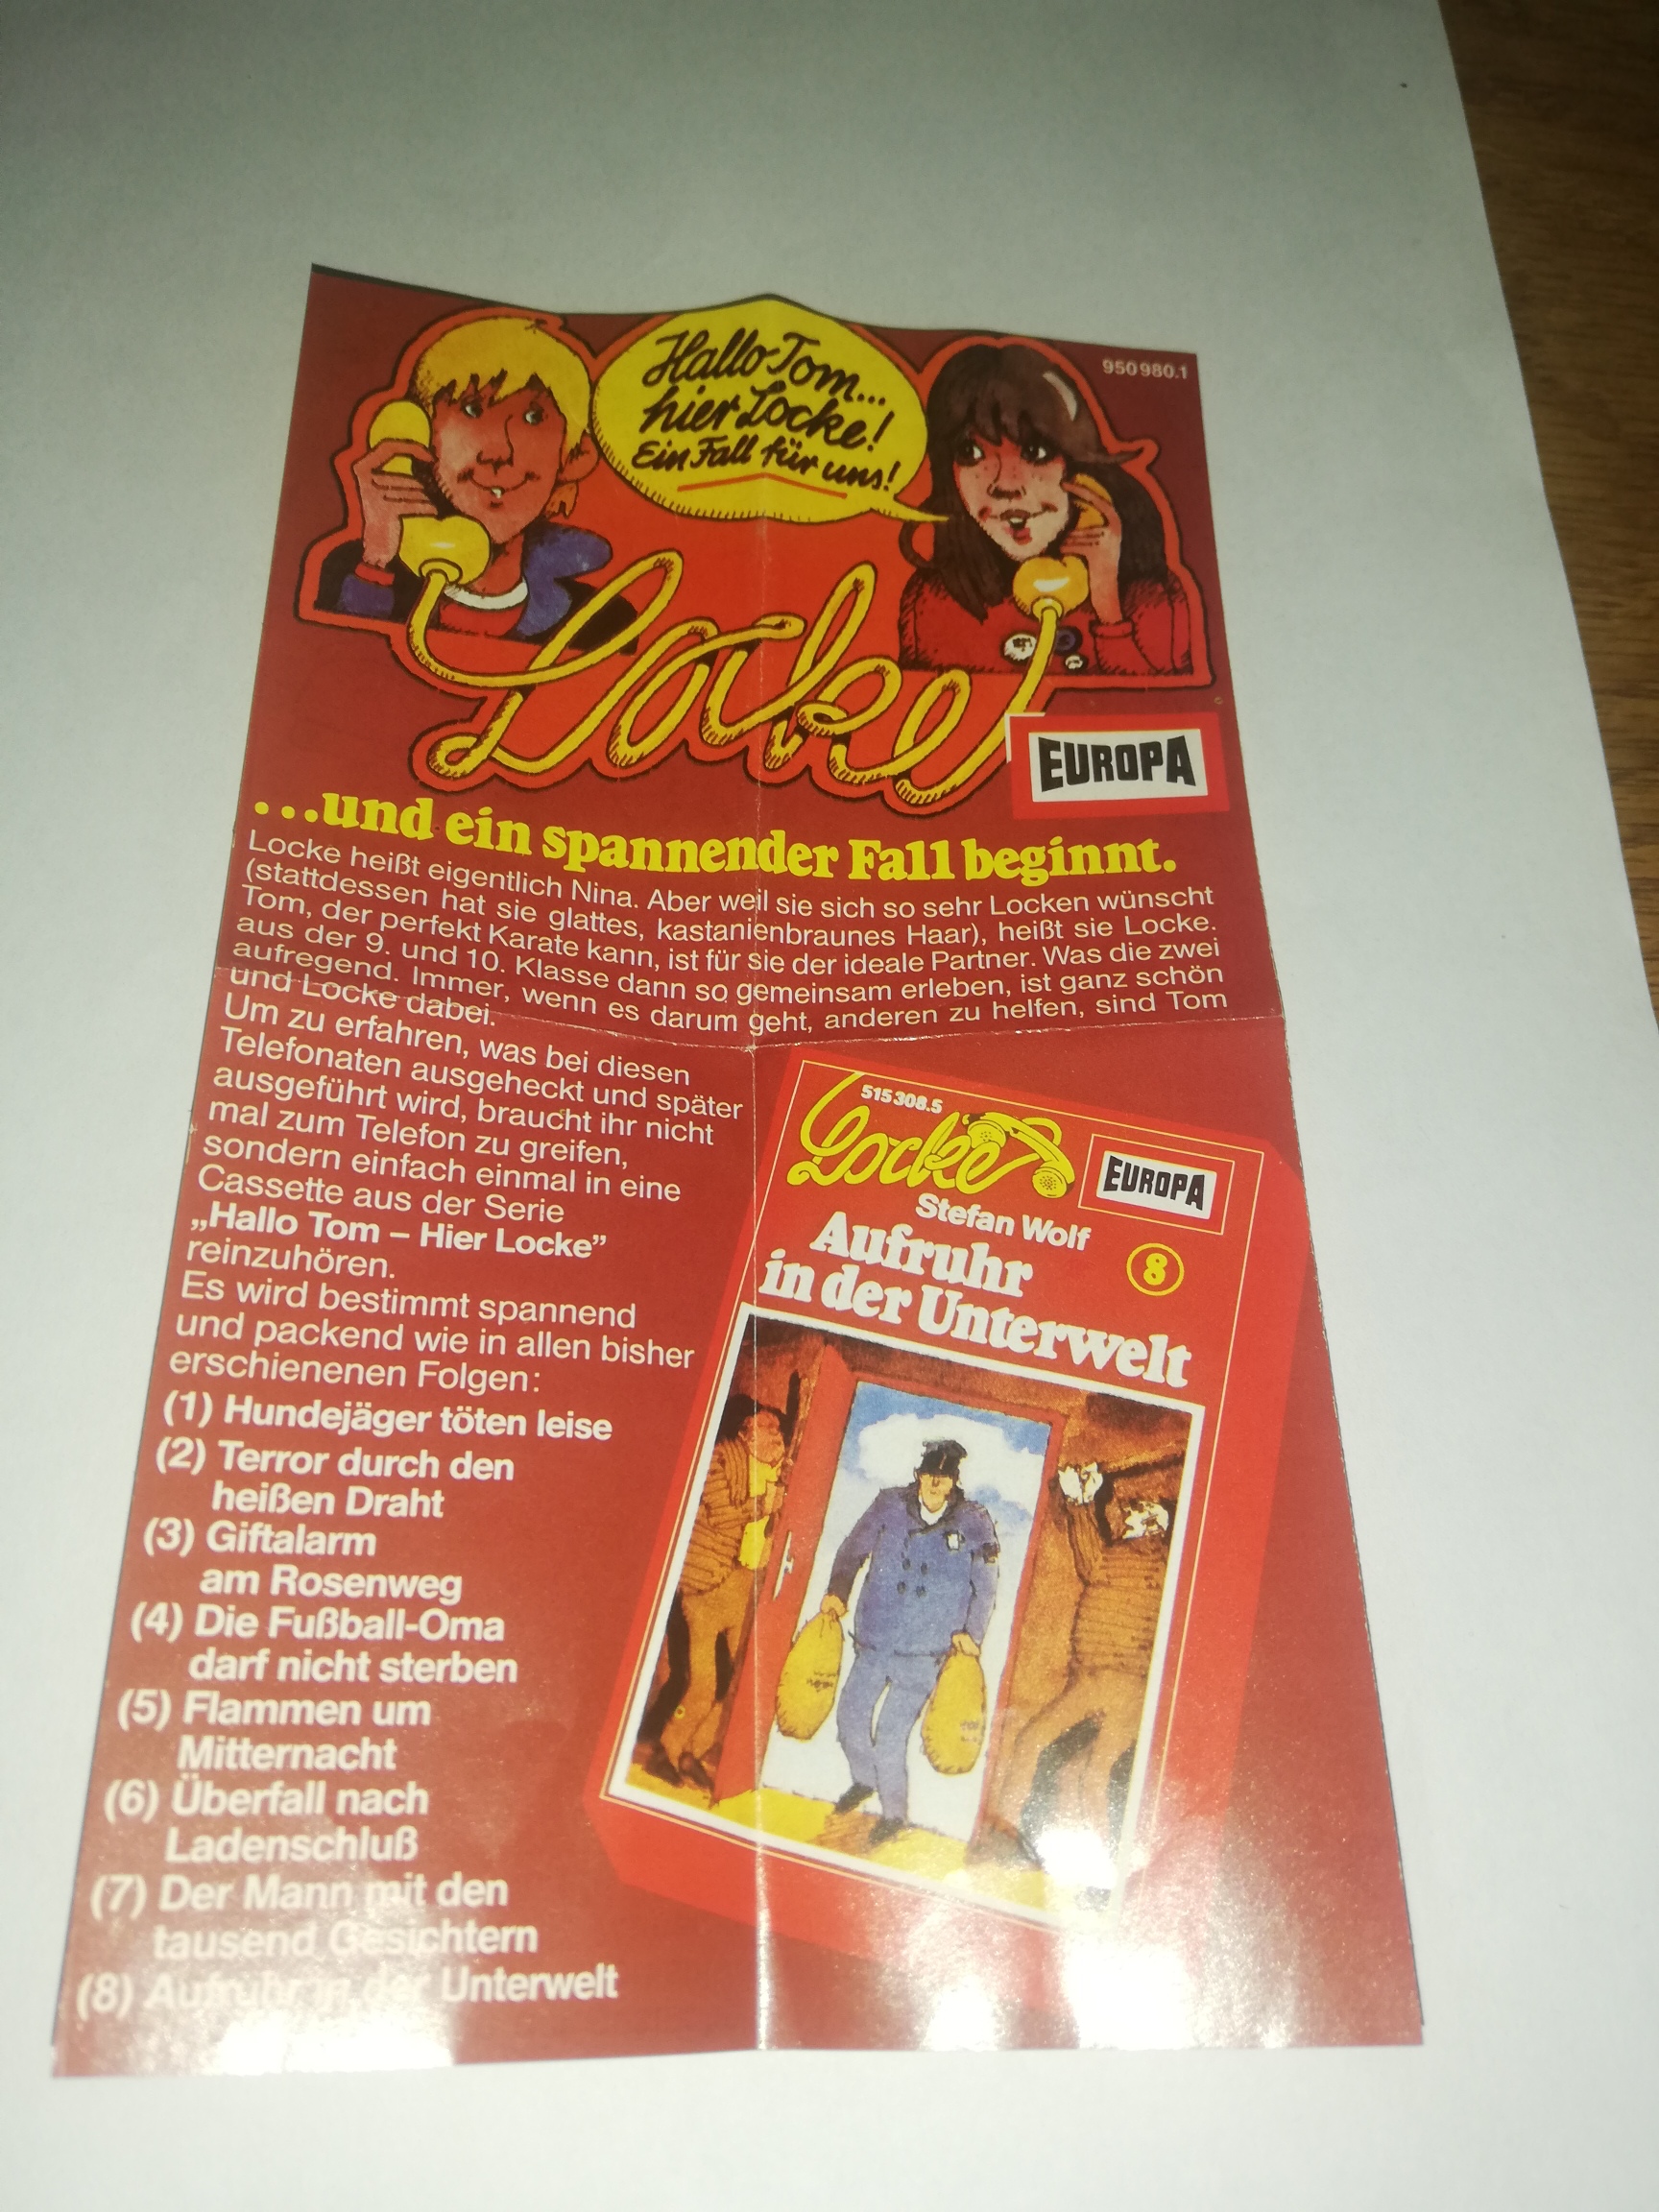 950980.1
Hallo Tom...
hier Locke!
Ein Fall für uns!
Locke
EUROPA
...und ein spannender Fall beginnt.
Locke heißt eigentlich Nina. Aber weil sie sich so sehr Locken wünscht
(stattdessen hat sie glattes, kastanienbraunes Haar), heißt sie Locke.
Tom, der perfekt Karate kann, ist für sie der ideale Partner. Was die zwei
aus der 9. und 10. Klasse dann so gemeinsam erleben, ist ganz schön
aufregend. Immer, wenn es darum geht, anderen zu helfen, sind Tom
und Locke dabei.
Um zu erfahren, was bei diesen
Telefonaten ausgeheckt und später
ausgeführt wird, braucht ihr nicht
mal zum Telefon zu greifen,
sondern einfach einmal in eine
Cassette aus der Serie
„Hallo Tom – Hier Locke”
reinzuhören.
Es wird bestimmt spannend
und packend wie in allen bisher
erschienenen Folgen:
(1) Hundejäger töten leise
(2) Terror durch den
heißen Draht
(3) Giftalarm
am Rosenweg
(4) Die Fußball-Oma
darf nicht sterben
(5) Flammen um
Mitternacht
(6) Überfall nach
Ladenschluß
(7) Der Mann mit den
tausend Gesichtern
(8) Aufruhr in der Unterwelt
515 308.5
Locke
EUROPA
Stefan Wolf
Aufruhr
in der Unterwelt
8